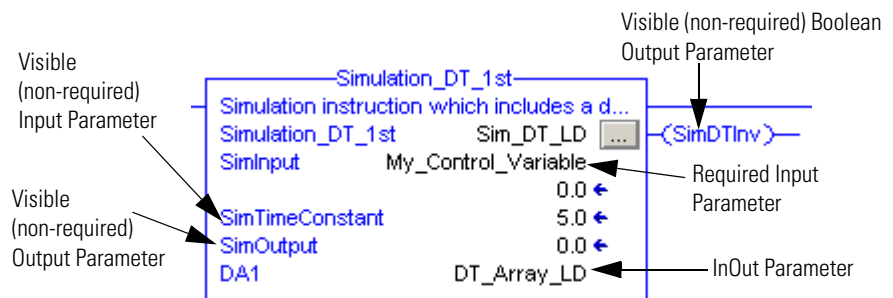 Visible (non-required) Boolean
Output Parameter
Visible
(non-required)
Input Parameter
Simulation_DT_1st
Simulation instruction which includes a d...
Simulation_DT_1st Sim_DT_LD ...
(SimDTInv)
SimInput My_Control_Variable
0.0
Required Input
Parameter
Visible
(non-required)
Output Parameter
SimTimeConstant 5.0
SimOutput 0.0
DA1 DT_Array_LD
InOut Parameter